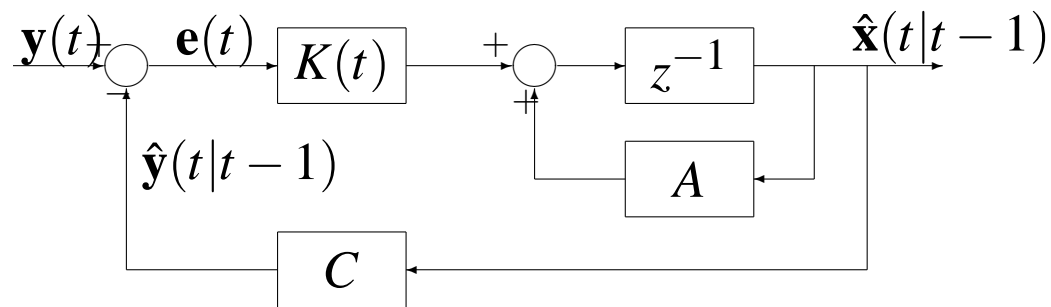 y(t) + e(t) K(t) + z⁻¹ x̂(t|t − 1)
− +
ŷ(t|t − 1) A
C